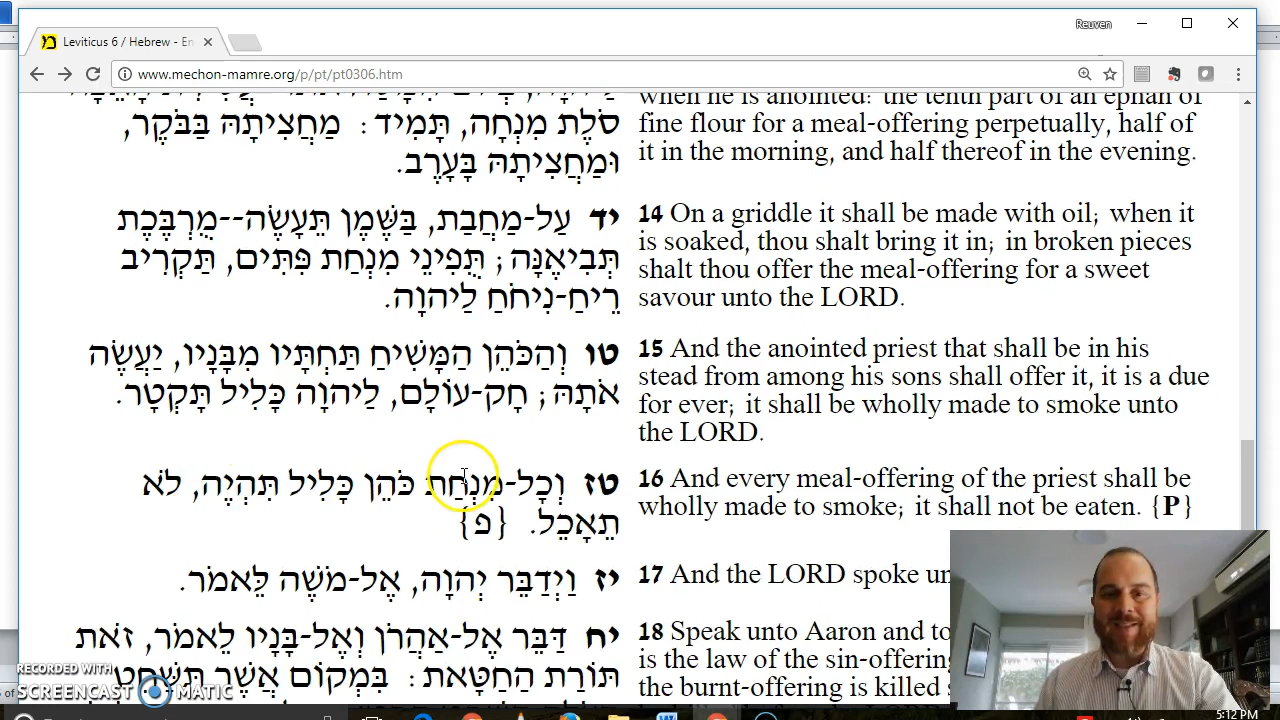 Reuven
Leviticus 6 / Hebrew - En
www.mechon-mamre.org/p/pt/pt0306.htm
סֹלֶת מִנְחָה, תָּמִיד: מַחֲצִיתָהּ בַּבֹּקֶר,
וּמַחֲצִיתָהּ בָּעָרֶב.
when he is anointed: the tenth part of an ephah of
fine flour for a meal-offering perpetually, half of
it in the morning, and half thereof in the evening.
יד עַל-מַחֲבַת, בַּשֶּׁמֶן תֵּעָשֶׂה--מֻרְבֶּכֶת
תְּבִיאֶנָּה; תֻּפִינֵי מִנְחַת פִּתִּים, תַּקְרִיב
רֵיחַ-נִיחֹחַ לַיהוָה.
14 On a griddle it shall be made with oil; when it
is soaked, thou shalt bring it in; in broken pieces
shalt thou offer the meal-offering for a sweet
savour unto the LORD.
טו וְהַכֹּהֵן הַמָּשִׁיחַ תַּחְתָּיו מִבָּנָיו, יַעֲשֶׂה
אֹתָהּ; חָק-עוֹלָם, לַיהוָה כָּלִיל תָּקְטָר.
15 And the anointed priest that shall be in his
stead from among his sons shall offer it, it is a due
for ever; it shall be wholly made to smoke unto
the LORD.
טז וְכָל-מִנְחַת כֹּהֵן כָּלִיל תִּהְיֶה, לֹא
תֵאָכֵל. {פ}
16 And every meal-offering of the priest shall be
wholly made to smoke; it shall not be eaten. {P}
יז וַיְדַבֵּר יְהוָה, אֶל-מֹשֶׁה לֵּאמֹר.
17 And the LORD spoke un
יח דַּבֵּר אֶל-אַהֲרֹן וְאֶל-בָּנָיו לֵאמֹר, זֹאת
תּוֹרַת הַחַטָּאת: בִּמְקוֹם אֲשֶׁר תִּשָּׁחֵט
18 Speak unto Aaron and to
is the law of the sin-offering
the burnt-offering is killed s
RECORDED WITH
SCREENCAST MATIC
5:12 PM